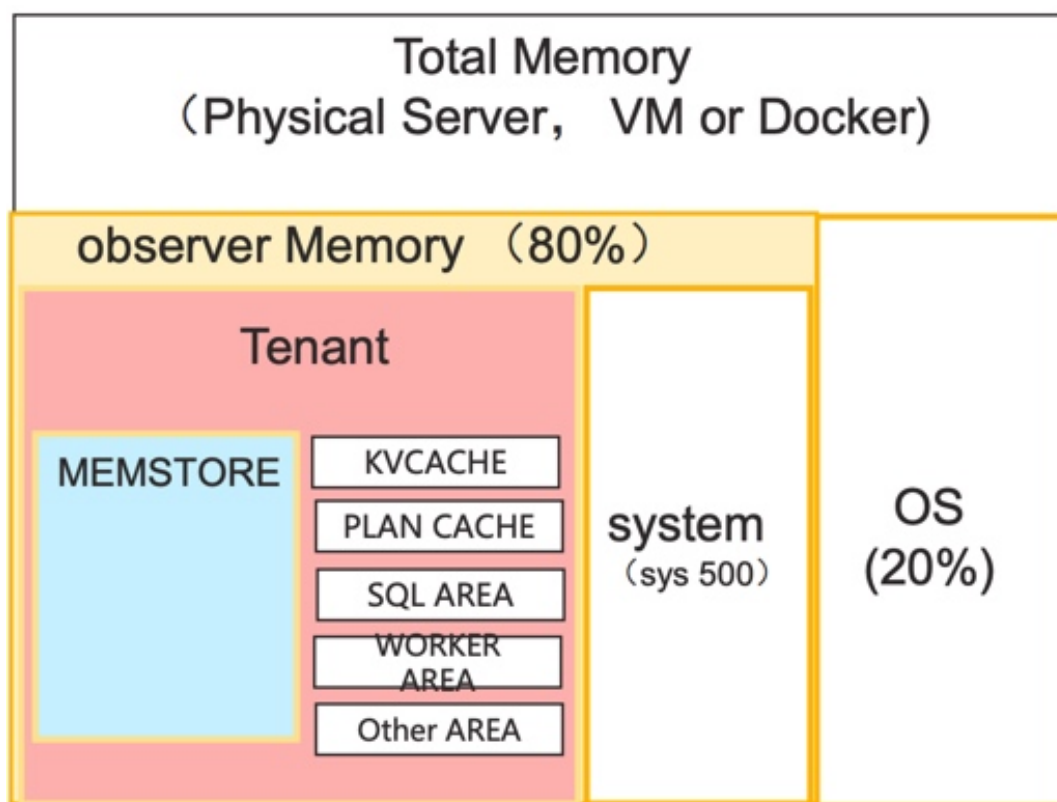 Total Memory
（Physical Server， VM or Docker)
observer Memory （80%）
Tenant
MEMSTORE
KVCACHE
PLAN CACHE
SQL AREA
WORKER
AREA
Other AREA
system
（sys 500）
OS
(20%)